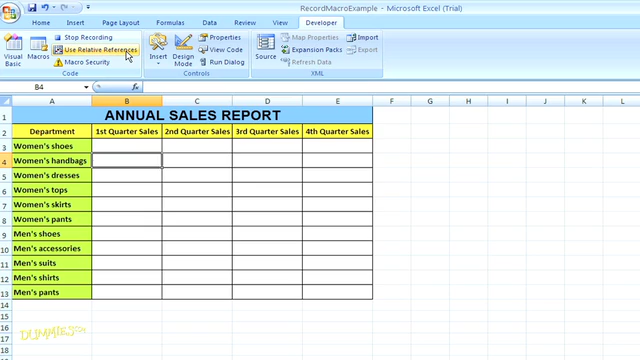 RecordMacroExample - Microsoft Excel (Trial)
Home Insert Page Layout Formulas Data Review View Developer
Visual Basic
Macros
Stop Recording
Use Relative References
Macro Security
Code
Insert
Design Mode
Properties
View Code
Run Dialog
Controls
Source
Map Properties
Expansion Packs
Refresh Data
Import
Export
XML
B4
fx
A B C D E F G H I J K L
1 ANNUAL SALES REPORT
2 Department 1st Quarter Sales 2nd Quarter Sales 3rd Quarter Sales 4th Quarter Sales
3 Women's shoes
4 Women's handbags
5 Women's dresses
6 Women's tops
7 Women's skirts
8 Women's pants
9 Men's shoes
10 Men's accessories
11 Men's suits
12 Men's shirts
13 Men's pants
14
15
16
17
18
DUMMIES.COM